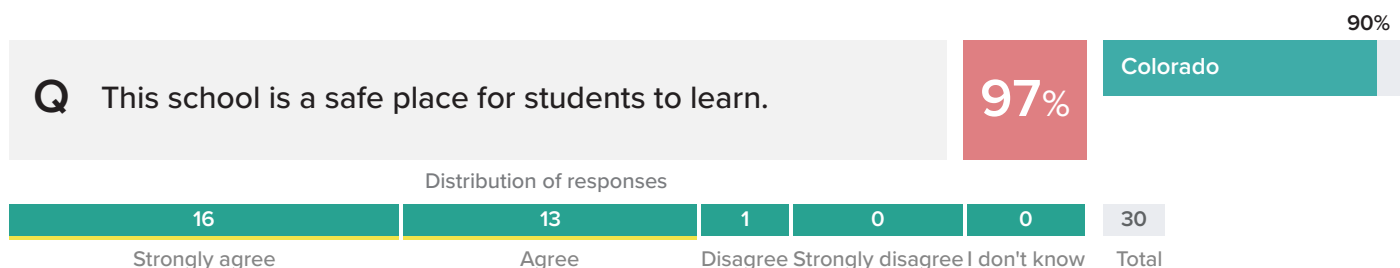 90%
Q This school is a safe place for students to learn.
97%
Colorado
Distribution of responses
16 13 1 0 0 30
Strongly agree Agree Disagree Strongly disagree I don't know Total